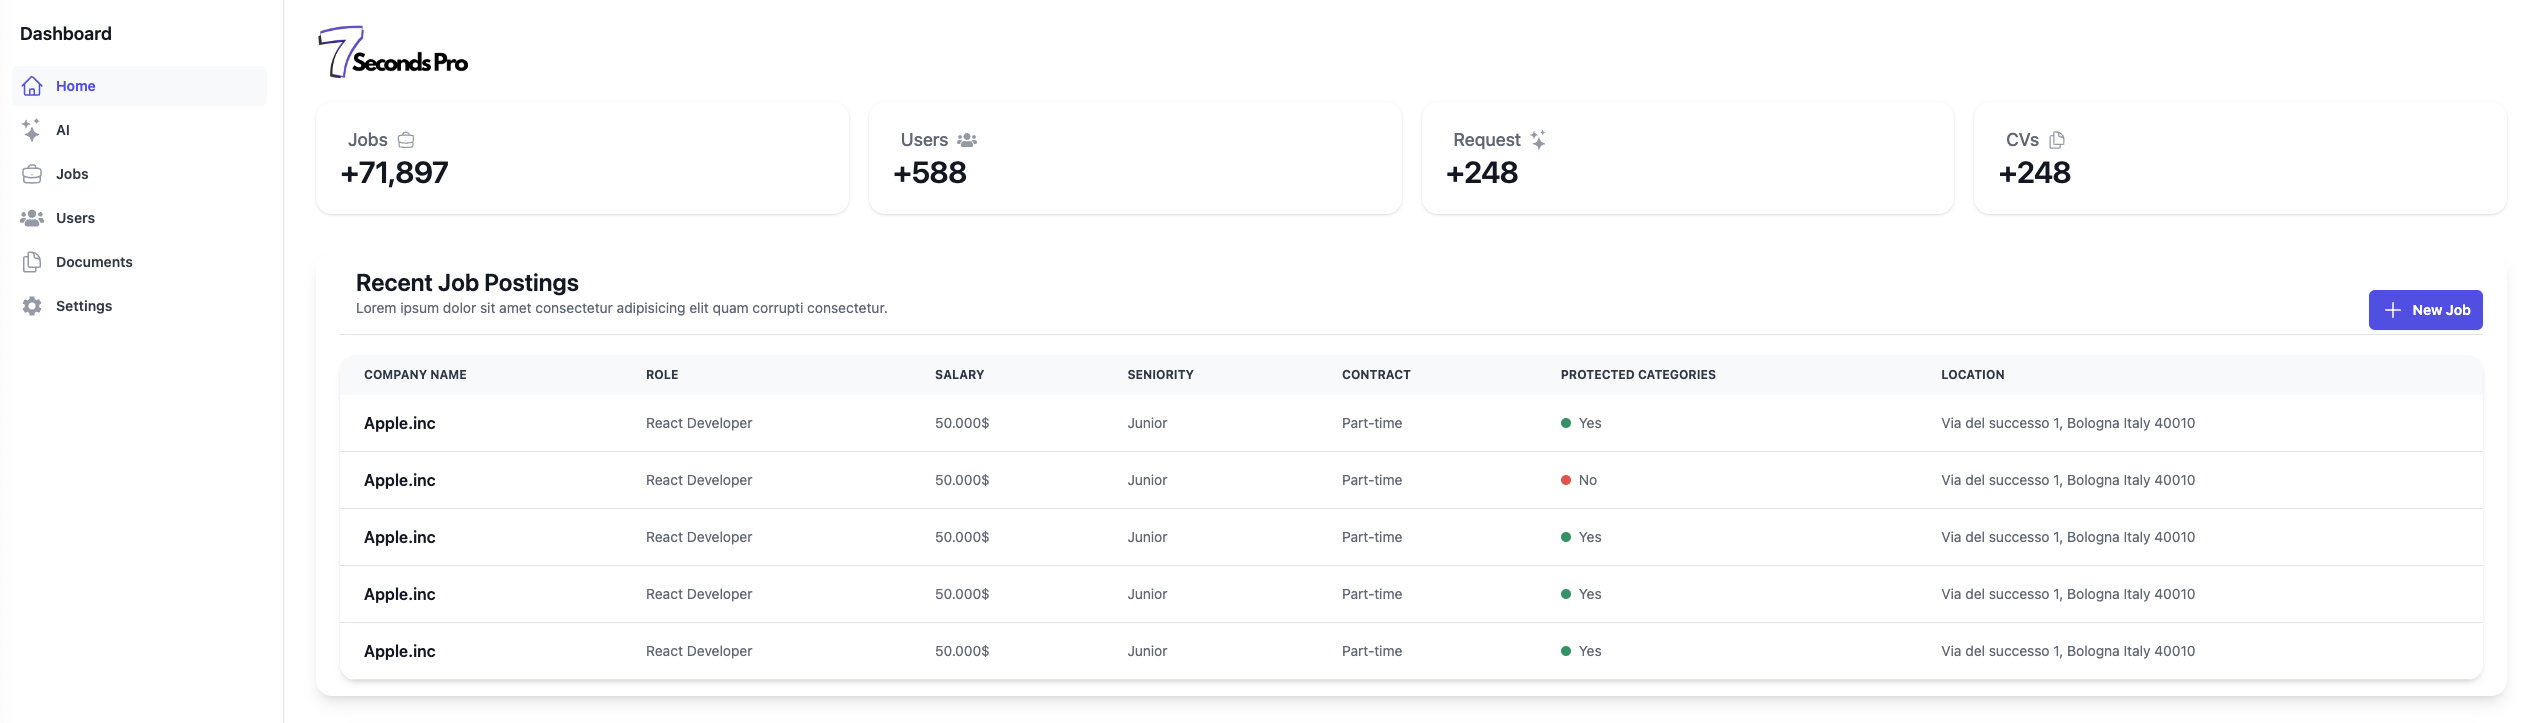 Dashboard
Home
AI
Jobs
Users
Documents
Settings
7 Seconds Pro
Jobs
+71,897
Users
+588
Request
+248
CVs
+248
Recent Job Postings
Lorem ipsum dolor sit amet consectetur adipisicing elit quam corrupti consectetur.
New Job
COMPANY NAME ROLE SALARY SENIORITY CONTRACT PROTECTED CATEGORIES LOCATION
Apple.inc React Developer 50.000$ Junior Part-time Yes Via del successo 1, Bologna Italy 40010
Apple.inc React Developer 50.000$ Junior Part-time No Via del successo 1, Bologna Italy 40010
Apple.inc React Developer 50.000$ Junior Part-time Yes Via del successo 1, Bologna Italy 40010
Apple.inc React Developer 50.000$ Junior Part-time Yes Via del successo 1, Bologna Italy 40010
Apple.inc React Developer 50.000$ Junior Part-time Yes Via del successo 1, Bologna Italy 40010